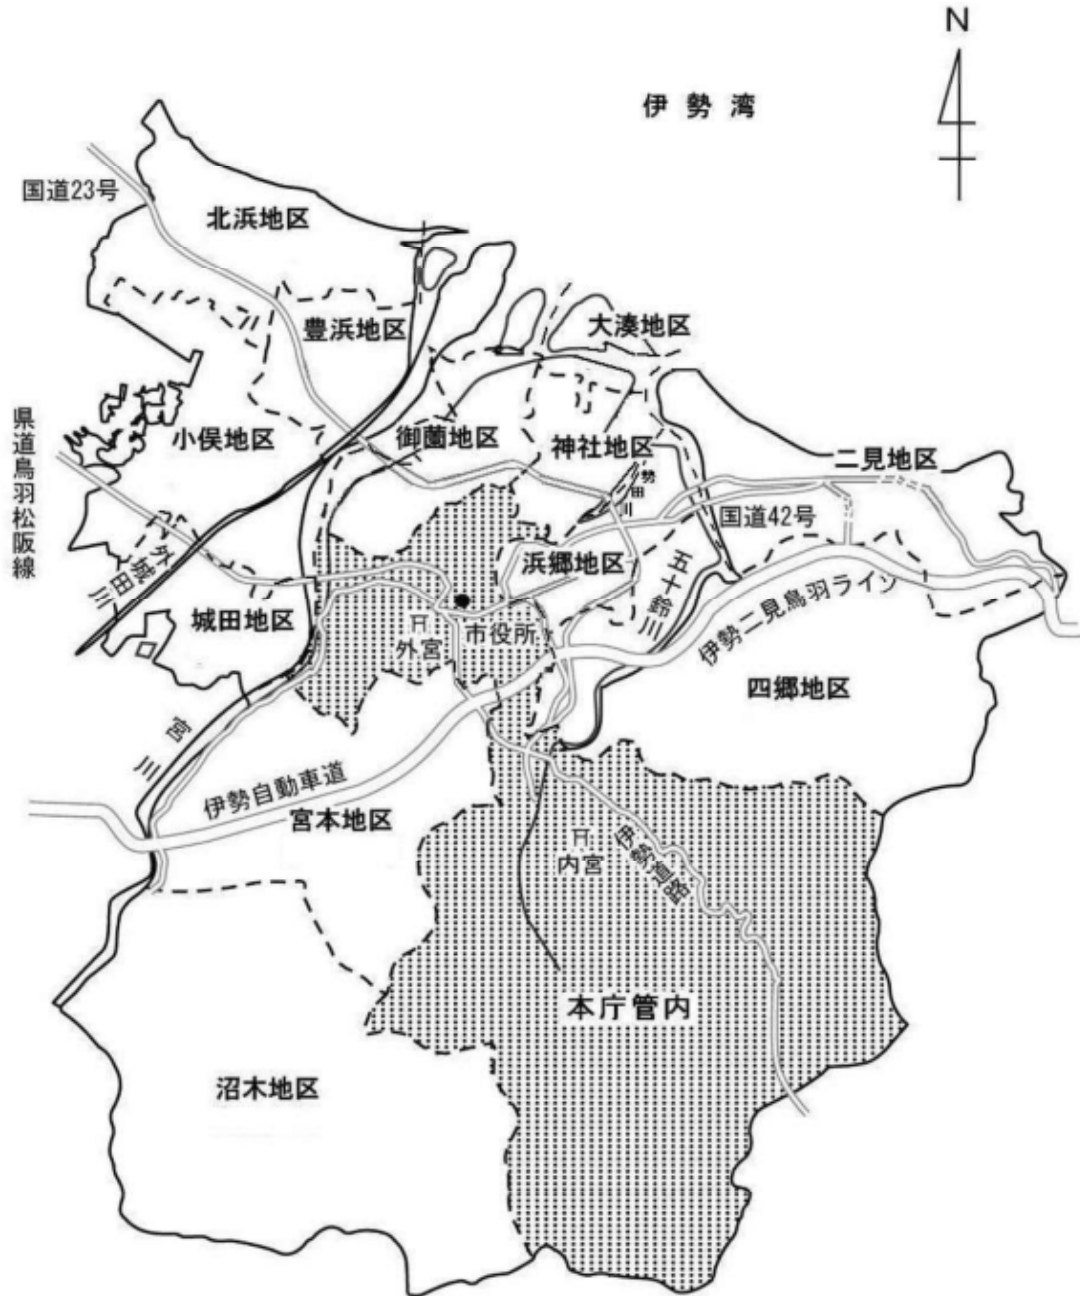 N
伊勢湾
国道23号
北浜地区
豊浜地区
大湊地区
県道鳥羽松阪線
小俣地区
御薗地区
神社地区
二見地区
勢田川
国道42号
外城田川
浜郷地区
五十鈴川
城田地区
外宮
市役所
伊勢二見鳥羽ライン
四郷地区
宮川
伊勢自動車道
宮本地区
内宮
伊勢道路
本庁管内
沼木地区